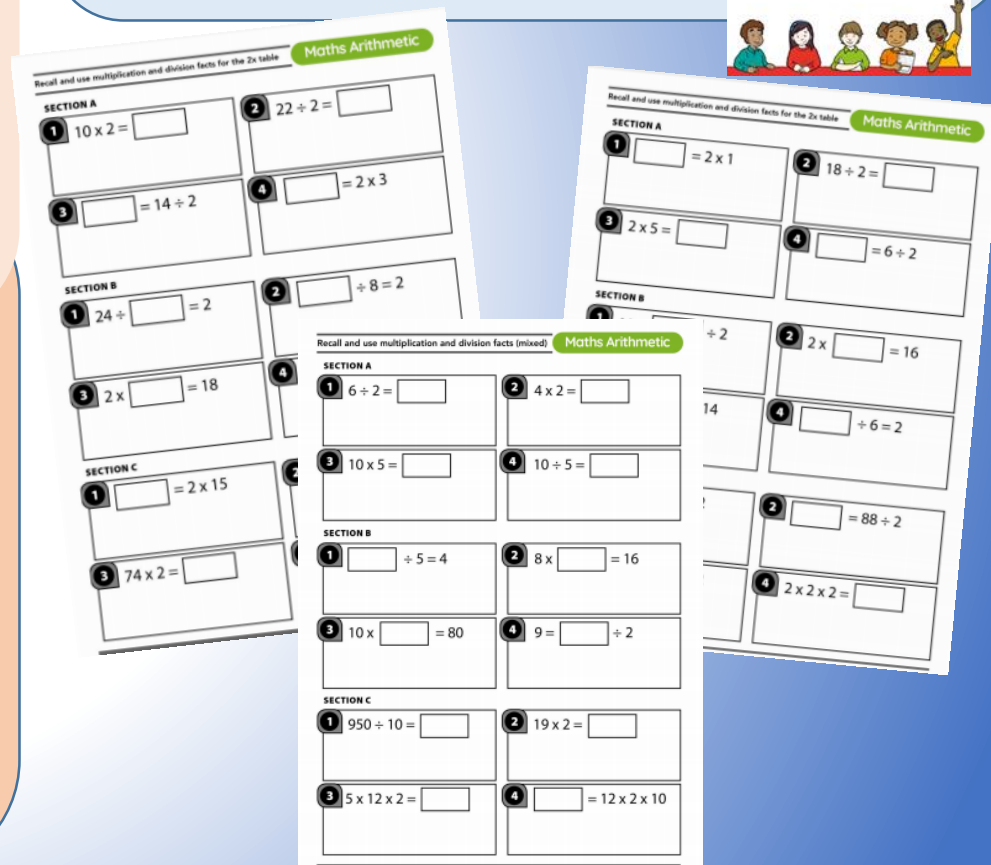 Recall and use multiplication and division facts for the 2x table Maths Arithmetic
SECTION A
1 10 x 2 =
2 22 ÷ 2 =
3 = 14 ÷ 2
4 = 2 x 3
SECTION B
1 24 ÷ = 2
2 ÷ 8 = 2
3 2 x = 18
4
SECTION C
1 = 2 x 15
2
3 74 x 2 =
Recall and use multiplication and division facts for the 2x table Maths Arithmetic
SECTION A
1 = 2 x 1
2 18 ÷ 2 =
3 2 x 5 =
4 = 6 ÷ 2
SECTION B
1 ÷ 2
2 2 x = 16
14
4 ÷ 6 = 2
2 = 88 ÷ 2
4 2 x 2 x 2 =
Recall and use multiplication and division facts (mixed) Maths Arithmetic
SECTION A
1 6 ÷ 2 =
2 4 x 2 =
3 10 x 5 =
4 10 ÷ 5 =
SECTION B
1 ÷ 5 = 4
2 8 x = 16
3 10 x = 80
4 9 = ÷ 2
SECTION C
1 950 ÷ 10 =
2 19 x 2 =
3 5 x 12 x 2 =
4 = 12 x 2 x 10